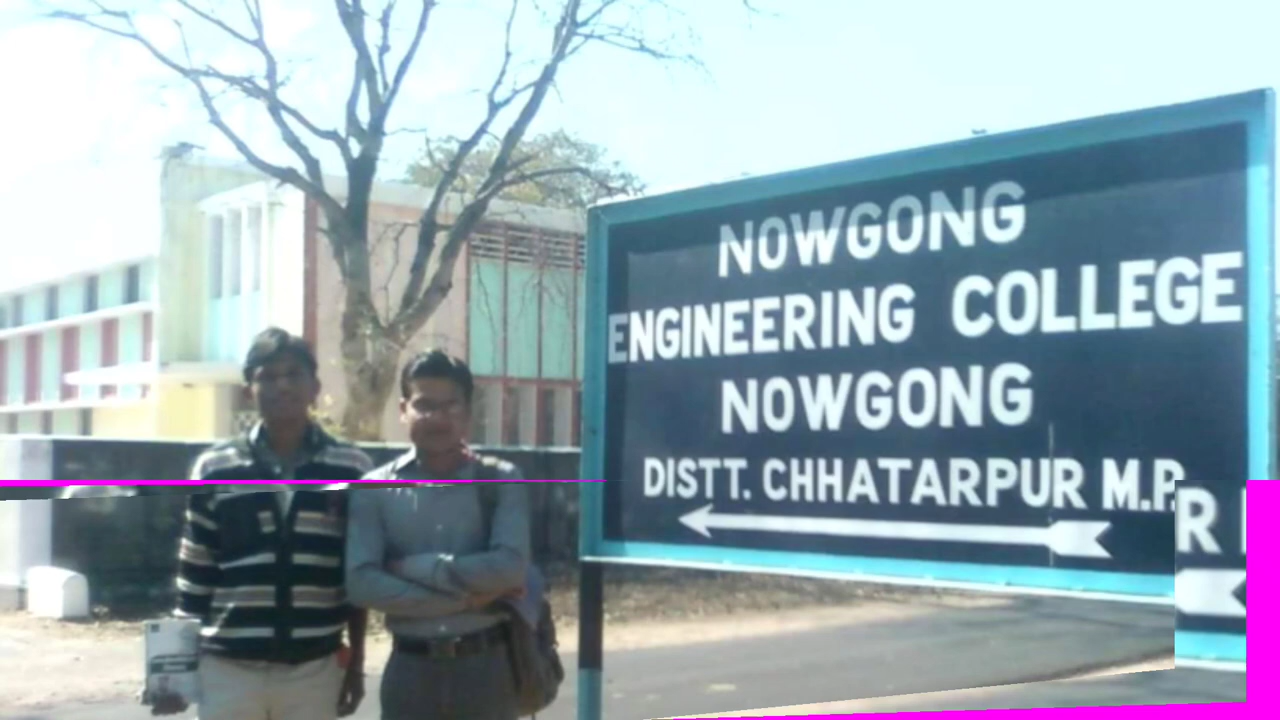 NOWGONG
ENGINEERING COLLEGE
NOWGONG
DISTT. CHHATARPUR M.P.
R